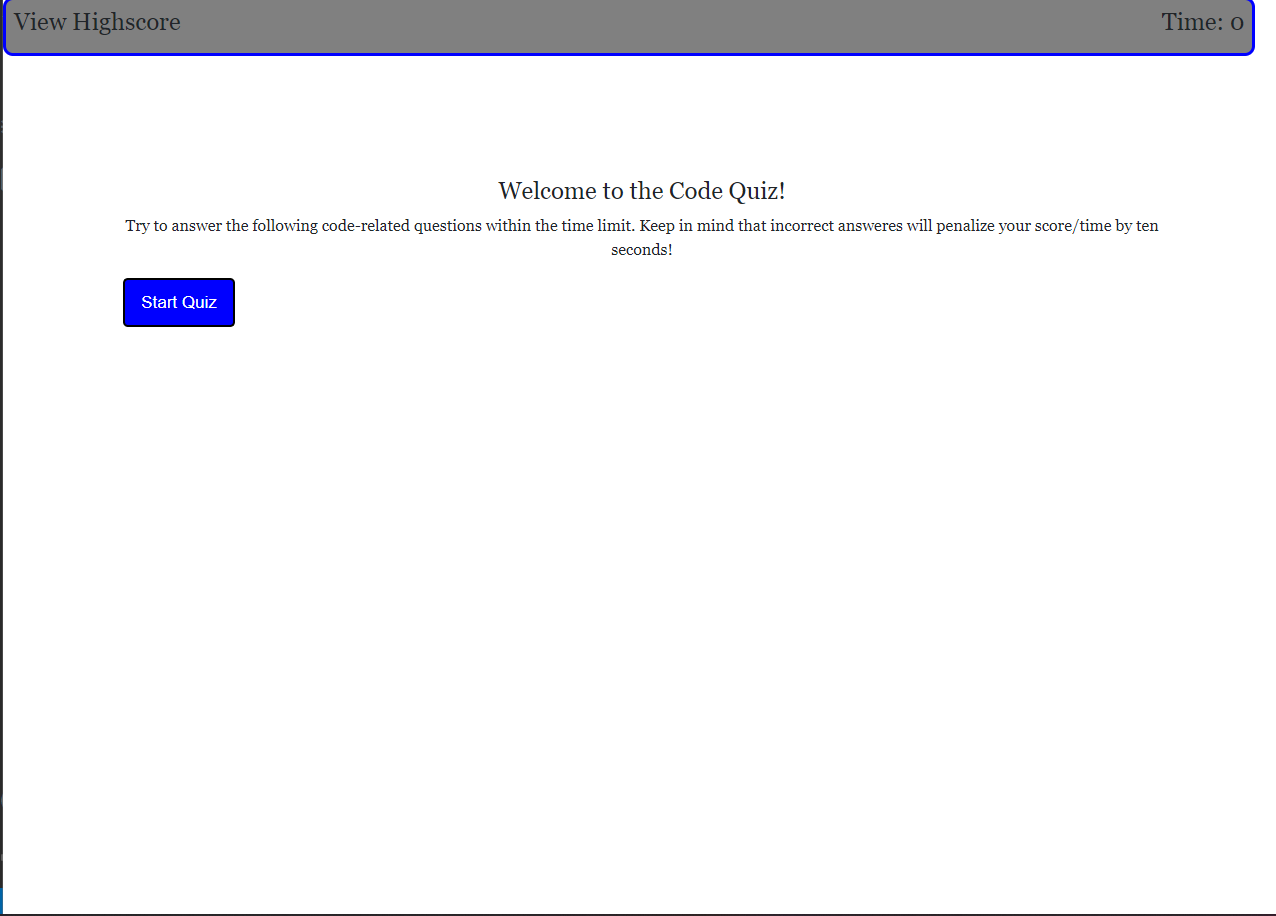 View Highscore
Time: 0
Welcome to the Code Quiz!
Try to answer the following code-related questions within the time limit. Keep in mind that incorrect answeres will penalize your score/time by ten
seconds!
Start Quiz